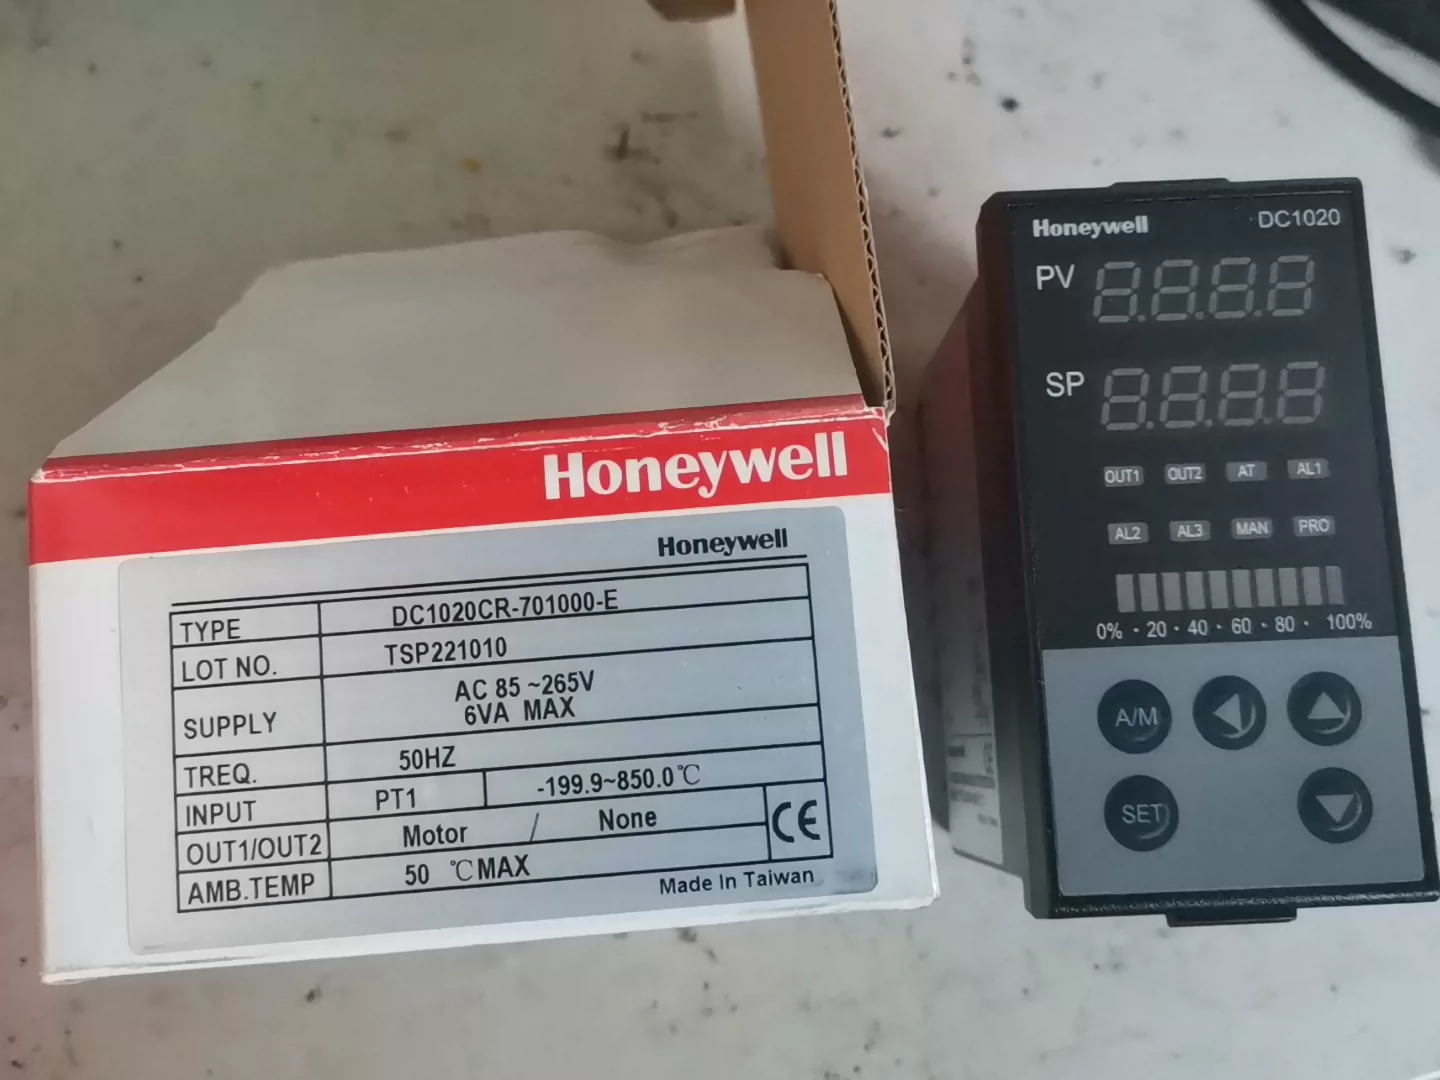 Honeywell
Honeywell
TYPE DC1020CR-701000-E
LOT NO. TSP221010
SUPPLY AC 85 ~265V
6VA MAX
TREQ. 50HZ
INPUT PT1 -199.9~850.0℃
OUT1/OUT2 Motor / None
AMB.TEMP 50 ℃MAX
CE
Made In Taiwan
Honeywell DC1020
PV
SP
OUT1 OUT2 AT AL1
AL2 AL3 MAN PRO
0% · 20 · 40 · 60 · 80 · 100%
A/M
SET